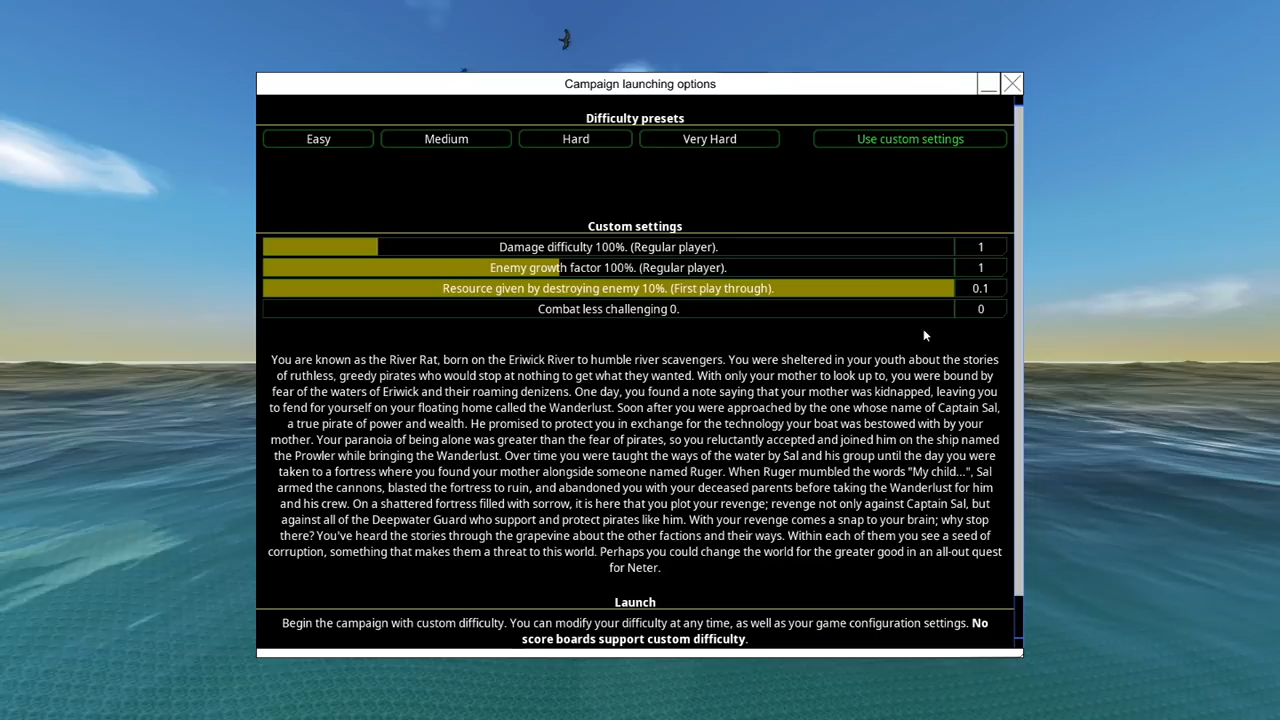 Campaign launching options
Difficulty presets
Easy Medium Hard Very Hard Use custom settings
Custom settings
Damage difficulty 100%. (Regular player). 1
Enemy growth factor 100%. (Regular player). 1
Resource given by destroying enemy 10%. (First play through). 0.1
Combat less challenging 0. 0
You are known as the River Rat, born on the Eriwick River to humble river scavengers. You were sheltered in your youth about the stories
of ruthless, greedy pirates who would stop at nothing to get what they wanted. With only your mother to look up to, you were bound by
fear of the waters of Eriwick and their roaming denizens. One day, you found a note saying that your mother was kidnapped, leaving you
to fend for yourself on your floating home called the Wanderlust. Soon after you were approached by the one whose name of Captain Sal,
a true pirate of power and wealth. He promised to protect you in exchange for the technology your boat was bestowed with by your
mother. Your paranoia of being alone was greater than the fear of pirates, so you reluctantly accepted and joined him on the ship named
the Prowler while bringing the Wanderlust. Over time you were taught the ways of the water by Sal and his group until the day you were
taken to a fortress where you found your mother alongside someone named Ruger. When Ruger mumbled the words "My child...", Sal
armed the cannons, blasted the fortress to ruin, and abandoned you with your deceased parents before taking the Wanderlust for him
and his crew. On a shattered fortress filled with sorrow, it is here that you plot your revenge; revenge not only against Captain Sal, but
against all of the Deepwater Guard who support and protect pirates like him. With your revenge comes a snap to your brain; why stop
there? You've heard the stories through the grapevine about the other factions and their ways. Within each of them you see a seed of
corruption, something that makes them a threat to this world. Perhaps you could change the world for the greater good in an all-out quest
for Neter.
Launch
Begin the campaign with custom difficulty. You can modify your difficulty at any time, as well as your game configuration settings. No
score boards support custom difficulty.